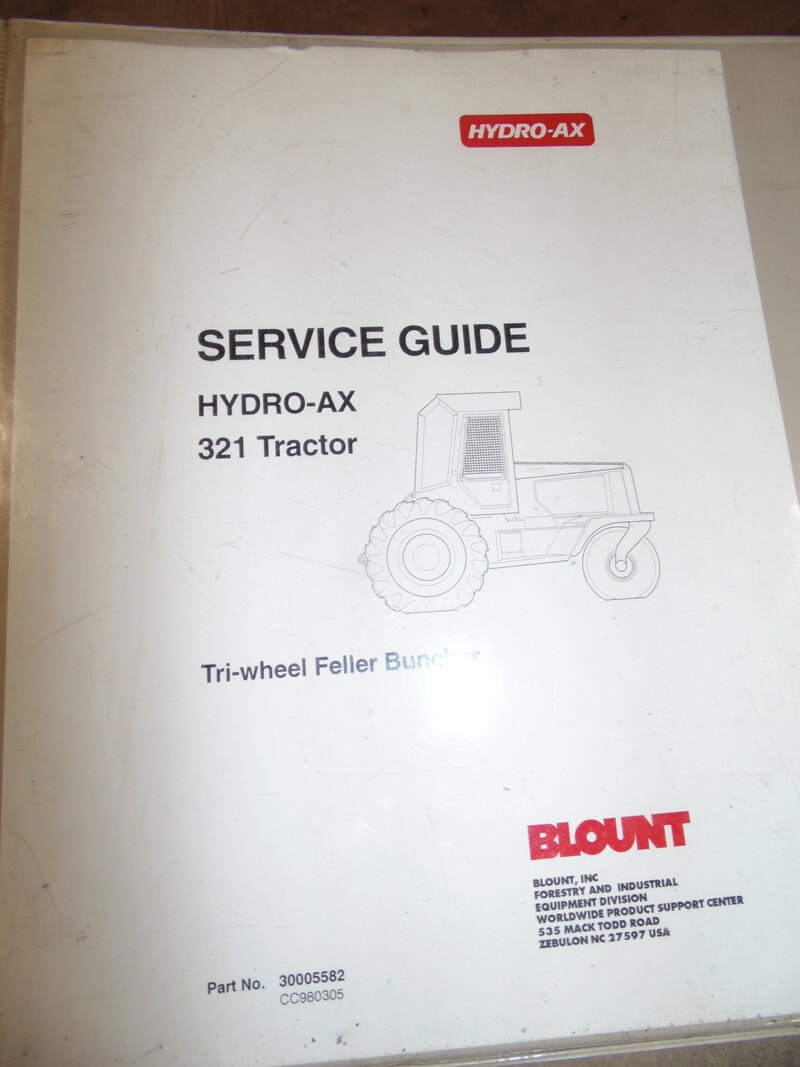 HYDRO-AX
SERVICE GUIDE
HYDRO-AX
321 Tractor
Tri-wheel Feller Buncher
BLOUNT
BLOUNT, INC
FORESTRY AND INDUSTRIAL
EQUIPMENT DIVISION
WORLDWIDE PRODUCT SUPPORT CENTER
535 MACK TODD ROAD
ZEBULON NC 27597 USA
Part No. 30005582
CC980305